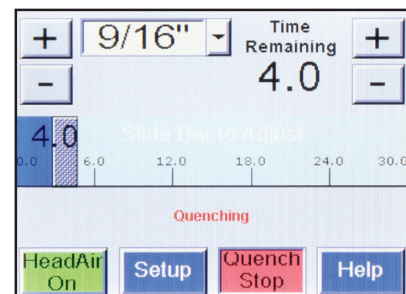 + 9/16" Time +
Remaining
- 4.0 -
4.0 Slide Bar to Adjust
0.0 6.0 12.0 18.0 24.0 30.0
Quenching
HeadAir Setup Quench Help
On Stop